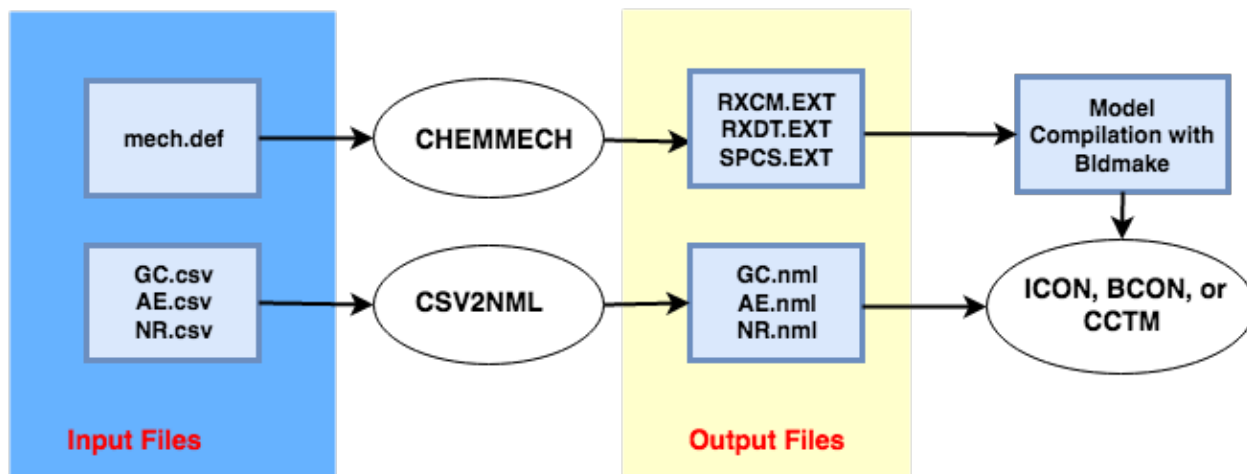 mech.def
CHEMMECH
RXCM.EXT
RXDT.EXT
SPCS.EXT
Model
Compilation with
Bldmake
GC.csv
AE.csv
NR.csv
CSV2NML
GC.nml
AE.nml
NR.nml
ICON, BCON, or
CCTM
Input Files
Output Files